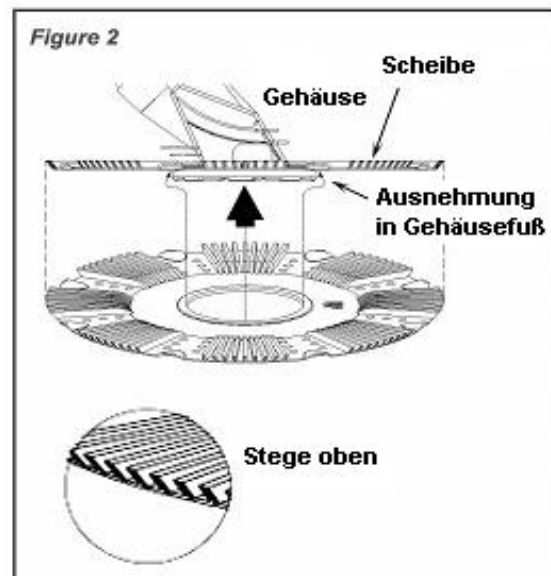 Figure 2
Scheibe
Gehäuse
Ausnehmung
in Gehäusefuß
Stege oben